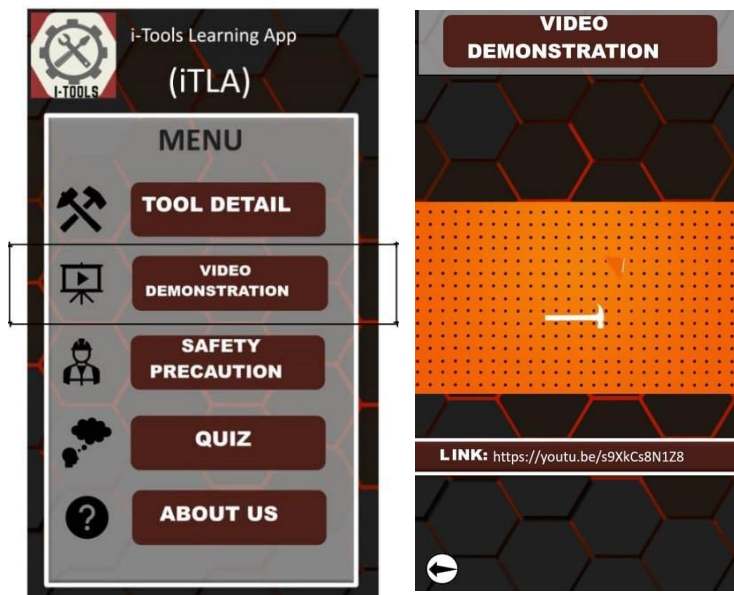 i-Tools Learning App
I-TOOLS
(iTLA)
MENU
TOOL DETAIL
VIDEO
DEMONSTRATION
SAFETY
PRECAUTION
QUIZ
?
ABOUT US
VIDEO
DEMONSTRATION
LINK: https://youtu.be/s9XkCs8N1Z8